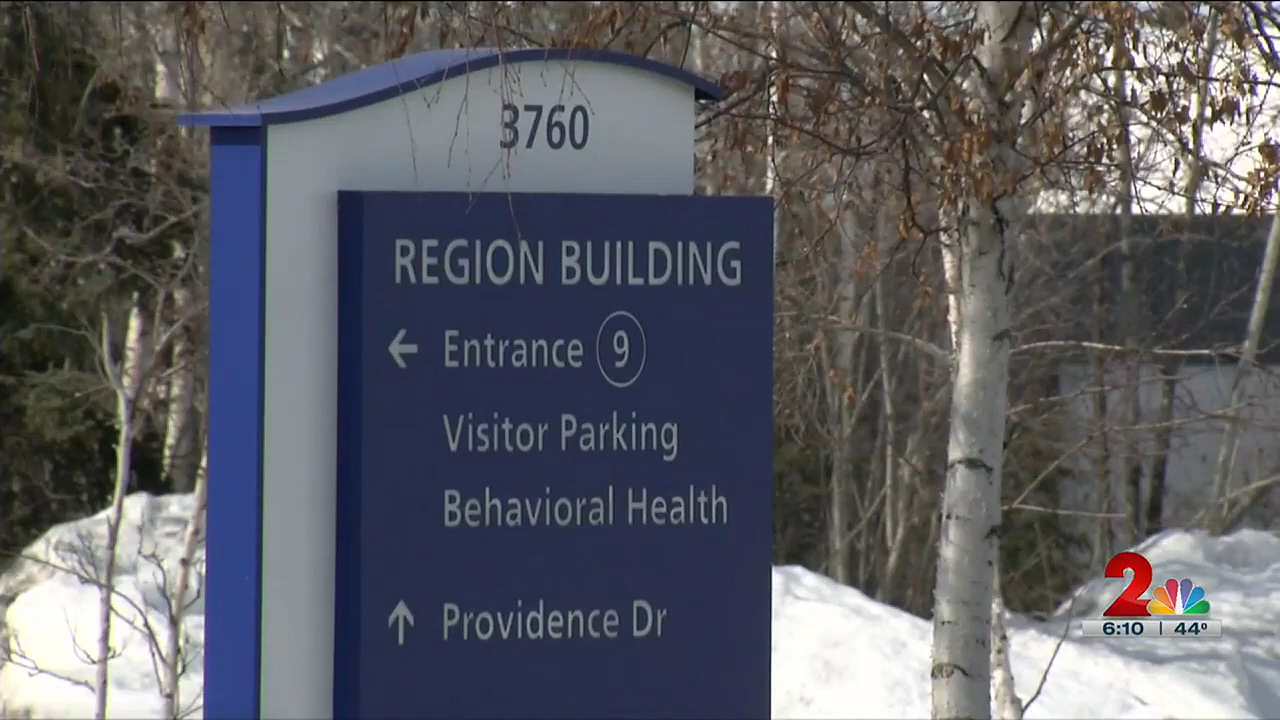 3760
REGION BUILDING
← Entrance 9
Visitor Parking
Behavioral Health
↑ Providence Dr
2
6:10 | 44°